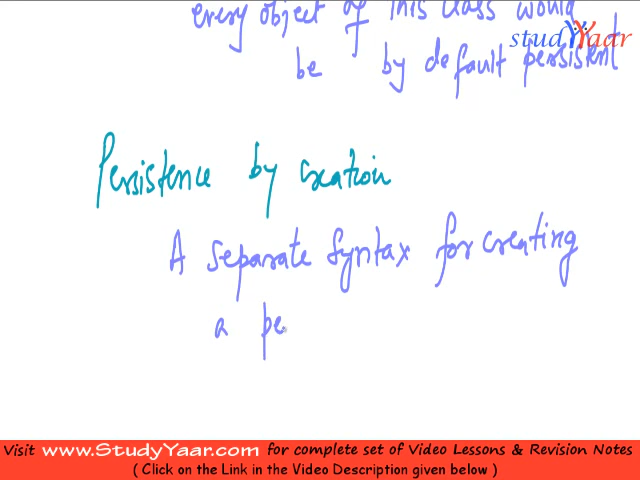 every object of this class would
studYYaar
be by default persistent
Persistence by creation
A separate syntax for creating
a pe
Visit www.StudyYaar.com for complete set of Video Lessons & Revision Notes
( Click on the Link in the Video Description given below )